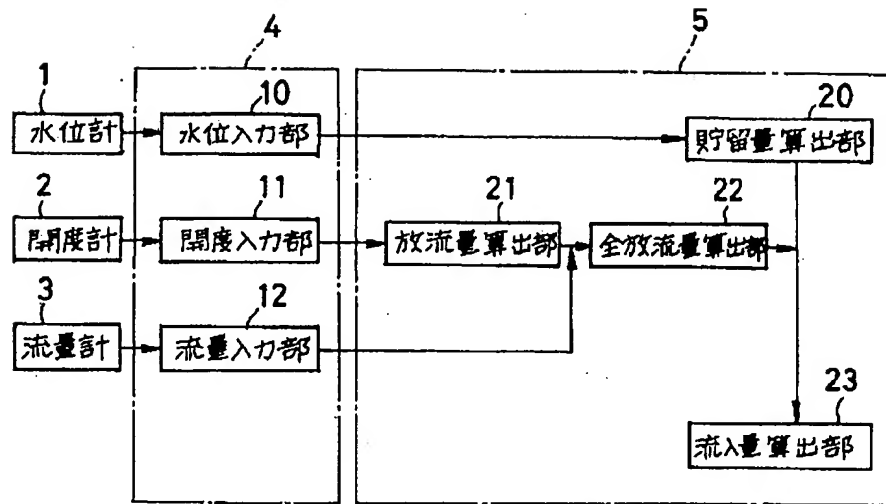 4
5
1
10
20
水位計
水位入力部
貯留量算出部
2
11
21
22
開度計
開度入力部
放流量算出部
全放流量算出部
3
12
流量計
流量入力部
23
流入量算出部